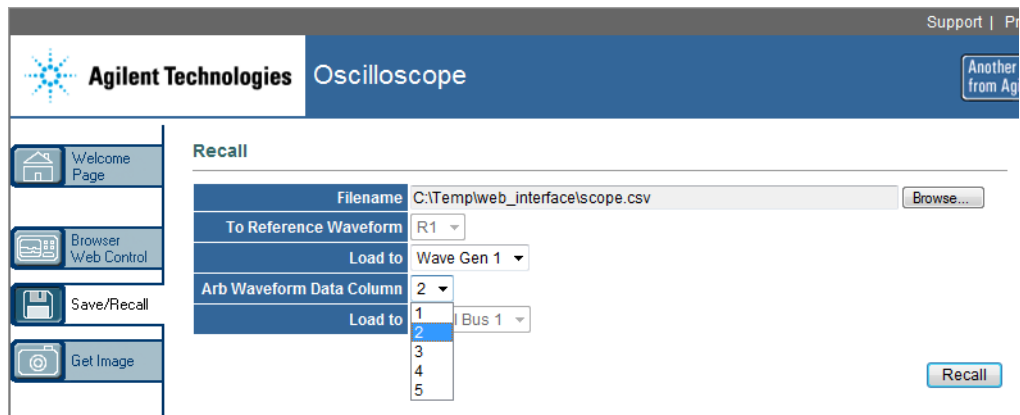 Support | Pr
Agilent Technologies
Oscilloscope
Another
from Agi
Welcome
Page
Browser
Web Control
Save/Recall
Get Image
Recall
Filename C:\Temp\web_interface\scope.csv Browse...
To Reference Waveform R1
Load to Wave Gen 1
Arb Waveform Data Column 2
Load to l Bus 1
1
2
3
4
5
Recall